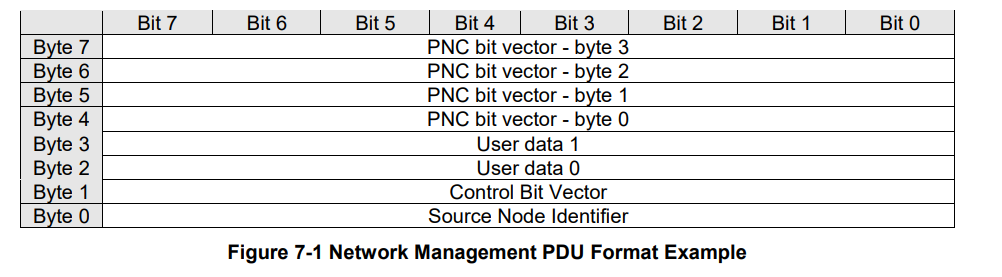 Bit 7 Bit 6 Bit 5 Bit 4 Bit 3 Bit 2 Bit 1 Bit 0
Byte 7 PNC bit vector - byte 3
Byte 6 PNC bit vector - byte 2
Byte 5 PNC bit vector - byte 1
Byte 4 PNC bit vector - byte 0
Byte 3 User data 1
Byte 2 User data 0
Byte 1 Control Bit Vector
Byte 0 Source Node Identifier
Figure 7-1 Network Management PDU Format Example